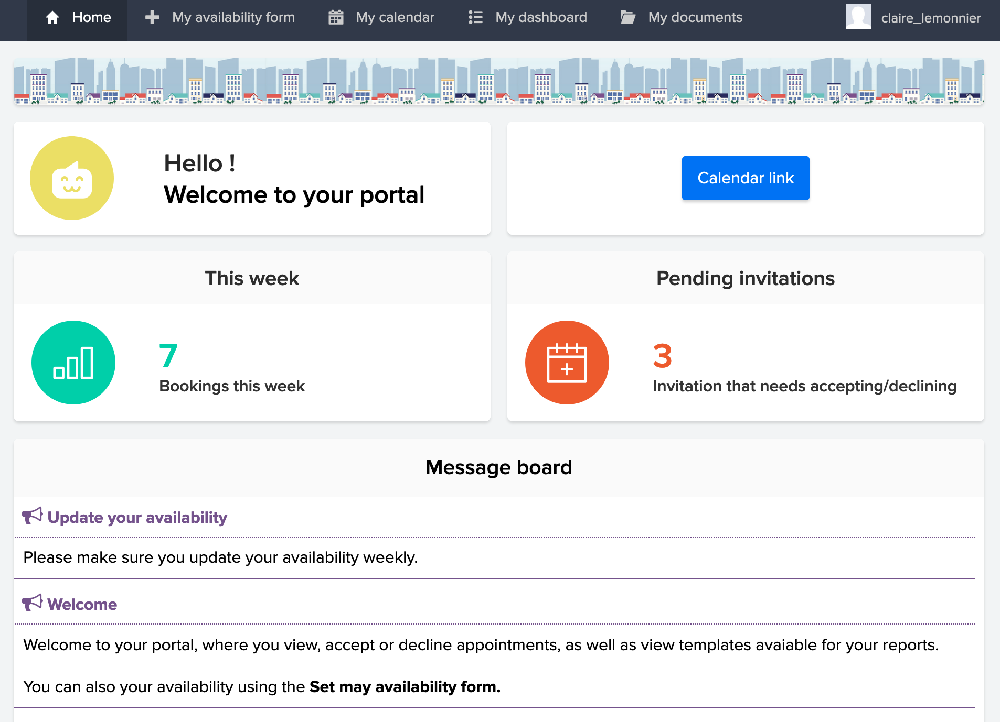 Home
My availability form
My calendar
My dashboard
My documents
claire_lemonnier
Hello !
Welcome to your portal
Calendar link
This week
7
Bookings this week
Pending invitations
3
Invitation that needs accepting/declining
Message board
Update your availability
Please make sure you update your availability weekly.
Welcome
Welcome to your portal, where you view, accept or decline appointments, as well as view templates avaiable for your reports.
You can also your availability using the Set may availability form.